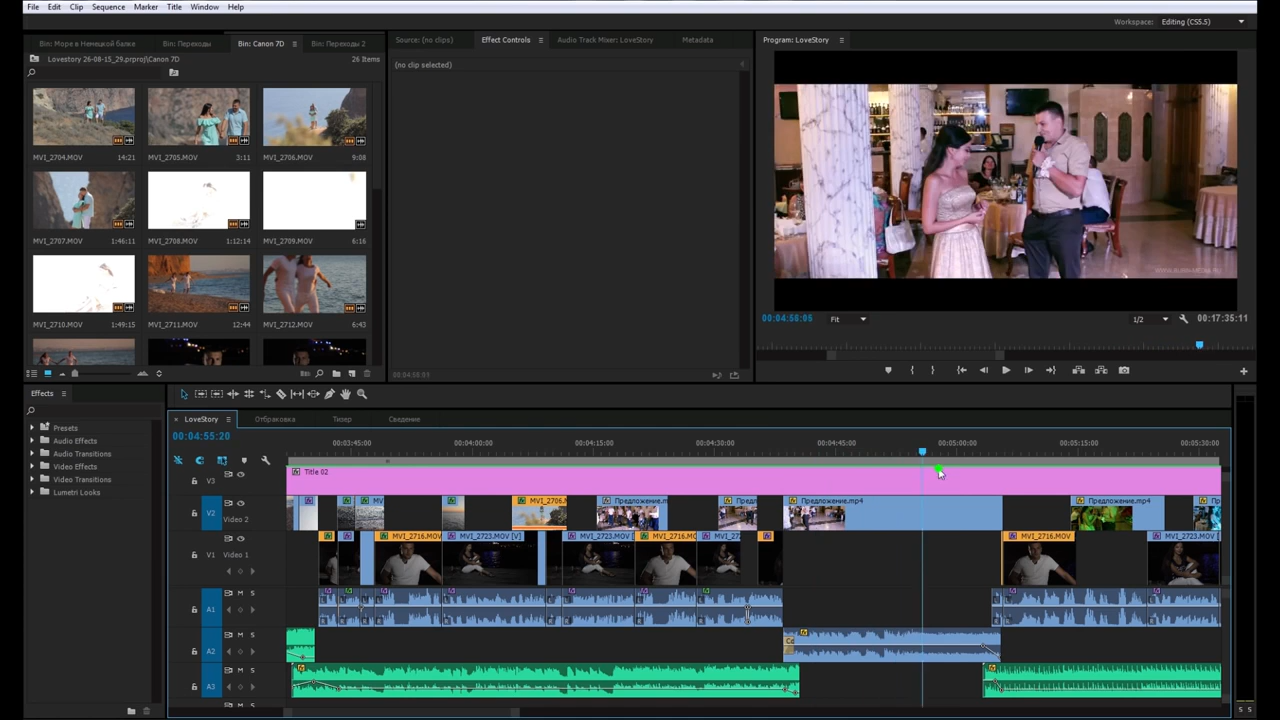 File Edit Clip Sequence Marker Title Window Help
Workspace: Editing (CS5.5)
Bin: Море в Немецкой балке Bin: Переходы Bin: Canon 7D Bin: Переходы 2
Source: (no clips) Effect Controls Audio Track Mixer: LoveStory Metadata
Program: LoveStory
Lovestory 26-08-15_29.prproj\Canon 7D 26 Items
(no clip selected)
MVI_2704.MOV 14:21 MVI_2705.MOV 3:11 MVI_2706.MOV 9:08
MVI_2707.MOV 1:46:11 MVI_2708.MOV 1:12:14 MVI_2709.MOV 6:16
MVI_2710.MOV 1:49:15 MVI_2711.MOV 12:44 MVI_2712.MOV 6:43
00:04:58:05 Fit 1/2 00:17:35:11
Effects
Presets
Audio Effects
Audio Transitions
Video Effects
Video Transitions
Lumetri Looks
LoveStory Отбраковка Тизер Сведение
00:04:55:20
00:03:45:00 00:04:00:00 00:04:15:00 00:04:30:00 00:04:45:00 00:05:00:00 00:05:15:00 00:05:30:00
V3 Title 02
V2 Video 2 MV MVI_2706.M Предложение.mp4 Предл Предложение.mp4 Предложение.mp4 Пр
V1 Video 1 MVI_2716.MOV MVI_2723.MOV [V] MVI_2723.MOV [ MVI_2716.MOV MVI_272 MVI_2716.MOV MVI_2723.MOV [
A1 M S
A2 M S Co
A3 M S
M S
S S